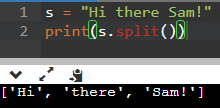 1 s = "Hi there Sam!"
2 print(s.split())
['Hi', 'there', 'Sam!']